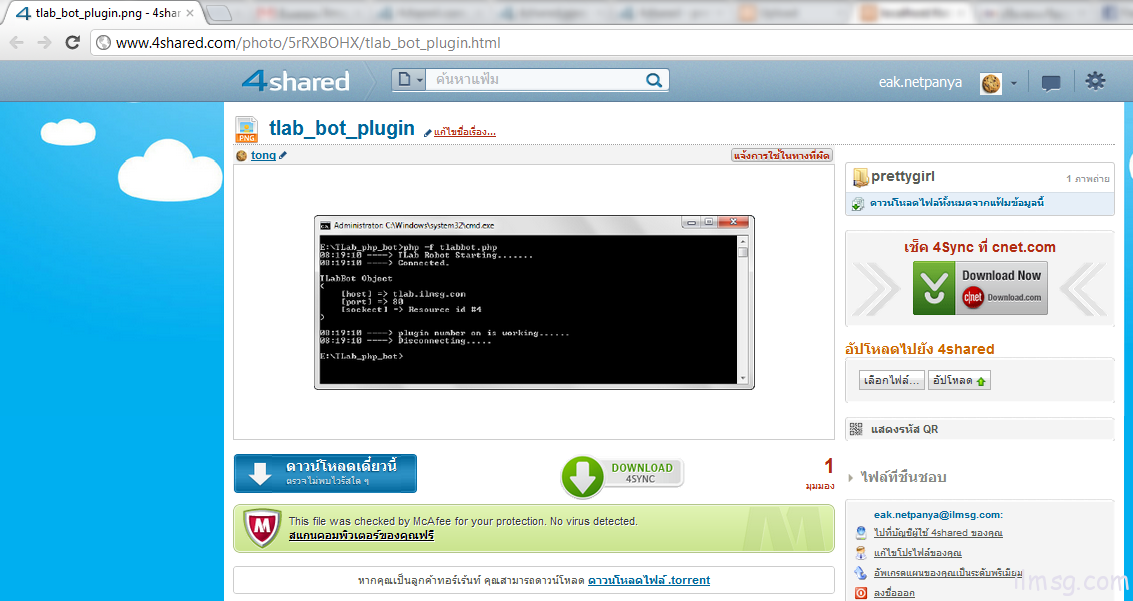 tlab_bot_plugin.png - 4shar
www.4shared.com/photo/5rRXBOHX/tlab_bot_plugin.html
4shared
ค้นหาแฟ้ม
eak.netpanya
PNG
tlab_bot_plugin
แก้ไขชื่อเรื่อง...
tong
แจ้งการใช้ในทางที่ผิด
Administrator: C:\Windows\system32\cmd.exe
E:\TLab_php_bot>php -f tlabbot.php
08:19:10 ----> TLab Robot Starting.......
08:19:10 ----> Connected.
TLabBot Object
(
[host] => tlab.ilmsg.com
[port] => 80
[sockect] => Resource id #4
)
08:19:10 ----> plugin number on is working......
08:19:10 ----> Disconnecting.....
E:\TLab_php_bot>
ดาวน์โหลดเดี๋ยวนี้
ตรวจไม่พบไวรัสใด ๆ
DOWNLOAD
4SYNC
1
มุมมอง
This file was checked by McAfee for your protection. No virus detected.
สแกนคอมพิวเตอร์ของคุณฟรี
หากคุณเป็นลูกค้าทอร์เร้นท์ คุณสามารถดาวน์โหลด ดาวน์โหลดไฟล์ .torrent
prettygirl
1 ภาพถ่าย
ดาวน์โหลดไฟล์ทั้งหมดจากแฟ้มข้อมูลนี้
เช็ค 4Sync ที่ cnet.com
Download Now
c|net Download.com
อัปโหลดไปยัง 4shared
เลือกไฟล์...
อัปโหลด
แสดงรหัส QR
ไฟล์ที่ชื่นชอบ
eak.netpanya@ilmsg.com:
ไปที่บัญชีผู้ใช้ 4shared ของคุณ
แก้ไขโปรไฟล์ของคุณ
อัพเกรดแผนของคุณเป็นระดับพรีเมียม
ลงชื่อออก
ilmsg.com